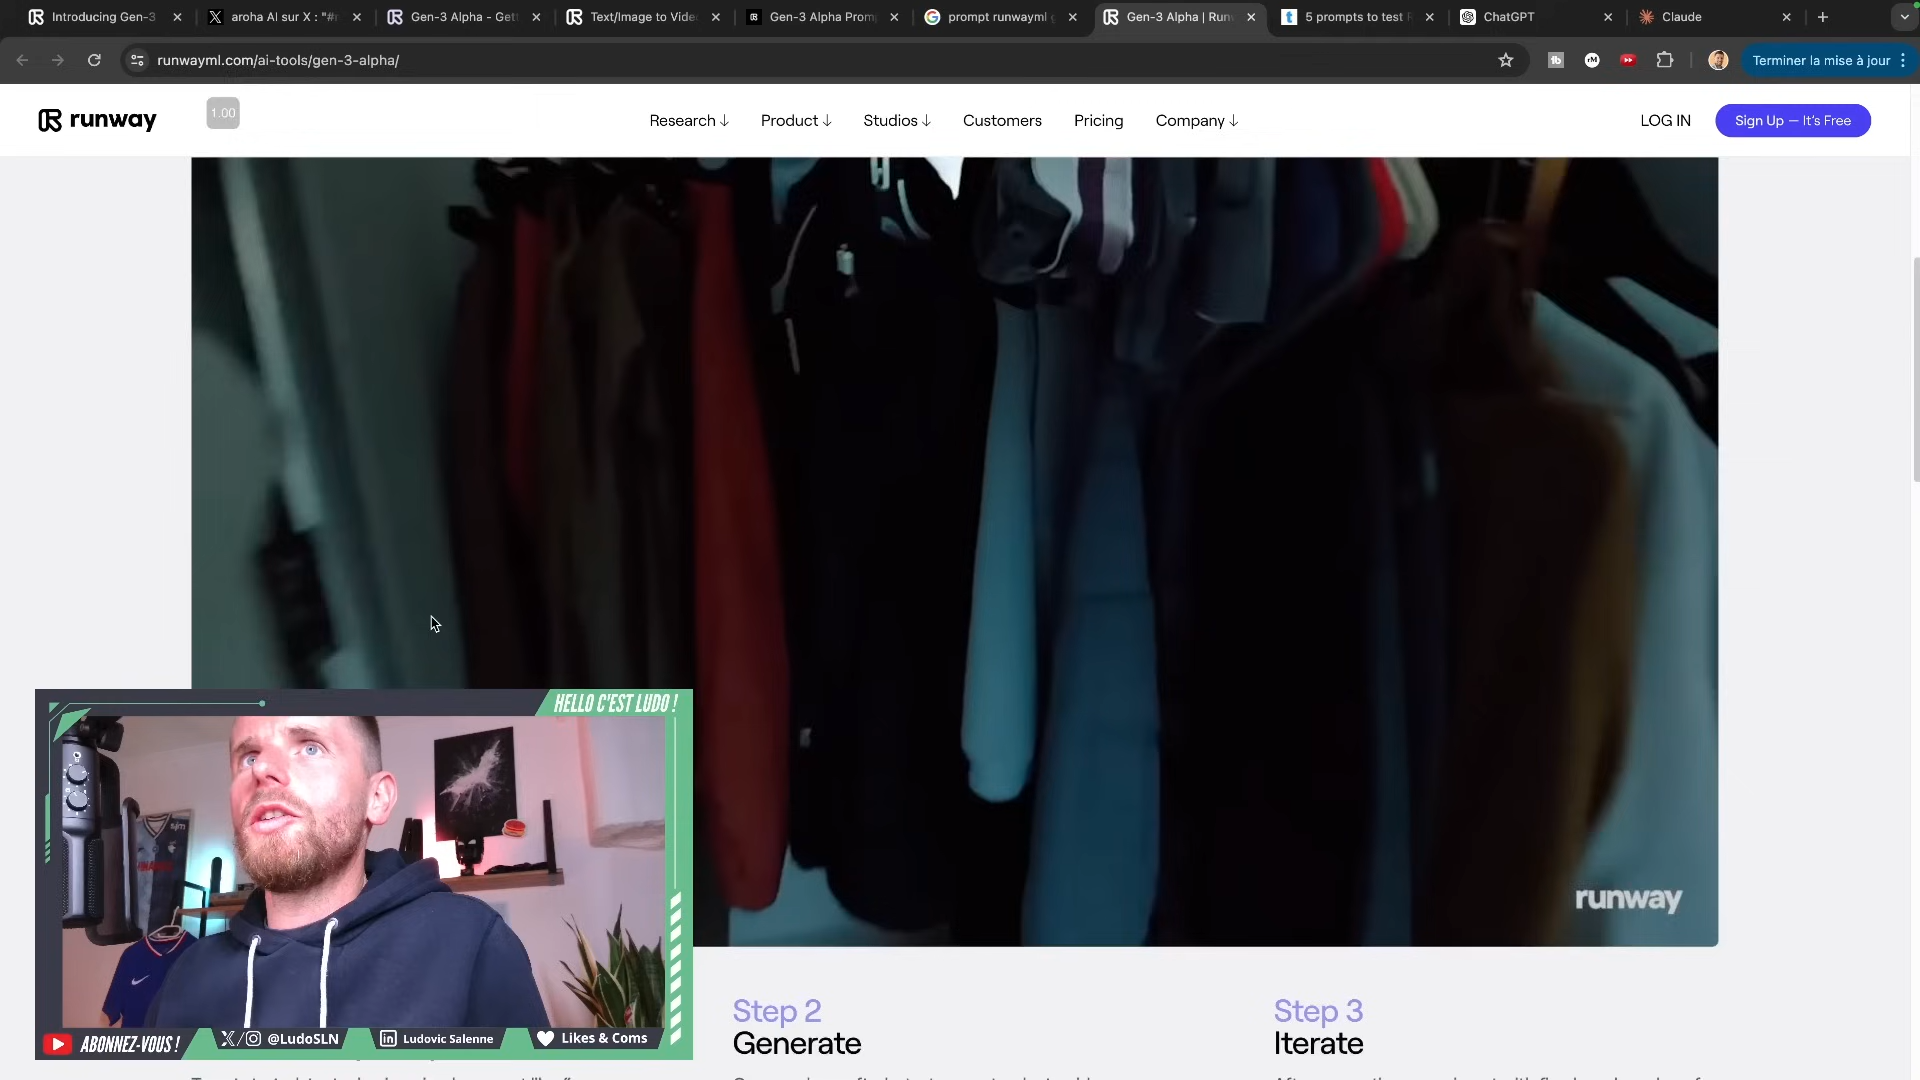 Introducing Gen-3
aroha AI sur X : "#r
Gen-3 Alpha - Gett
Text/Image to Vide
Gen-3 Alpha Prom
prompt runwayml g
Gen-3 Alpha | Run
5 prompts to test R
ChatGPT
Claude
runwayml.com/ai-tools/gen-3-alpha/
Terminer la mise à jour
runway
1.00
Research ↓
Product ↓
Studios ↓
Customers
Pricing
Company ↓
LOG IN
Sign Up — It's Free
runway
HELLO C'EST LUDO !
ABONNEZ-VOUS !
X/ @LudoSLN
in Ludovic Salenne
Likes & Coms
Step 2
Generate
Step 3
Iterate